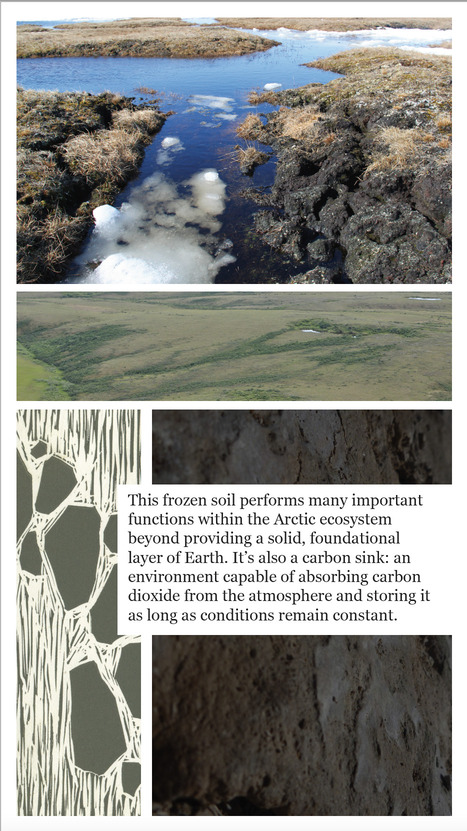 This frozen soil performs many important
functions within the Arctic ecosystem
beyond providing a solid, foundational
layer of Earth. It’s also a carbon sink: an
environment capable of absorbing carbon
dioxide from the atmosphere and storing it
as long as conditions remain constant.